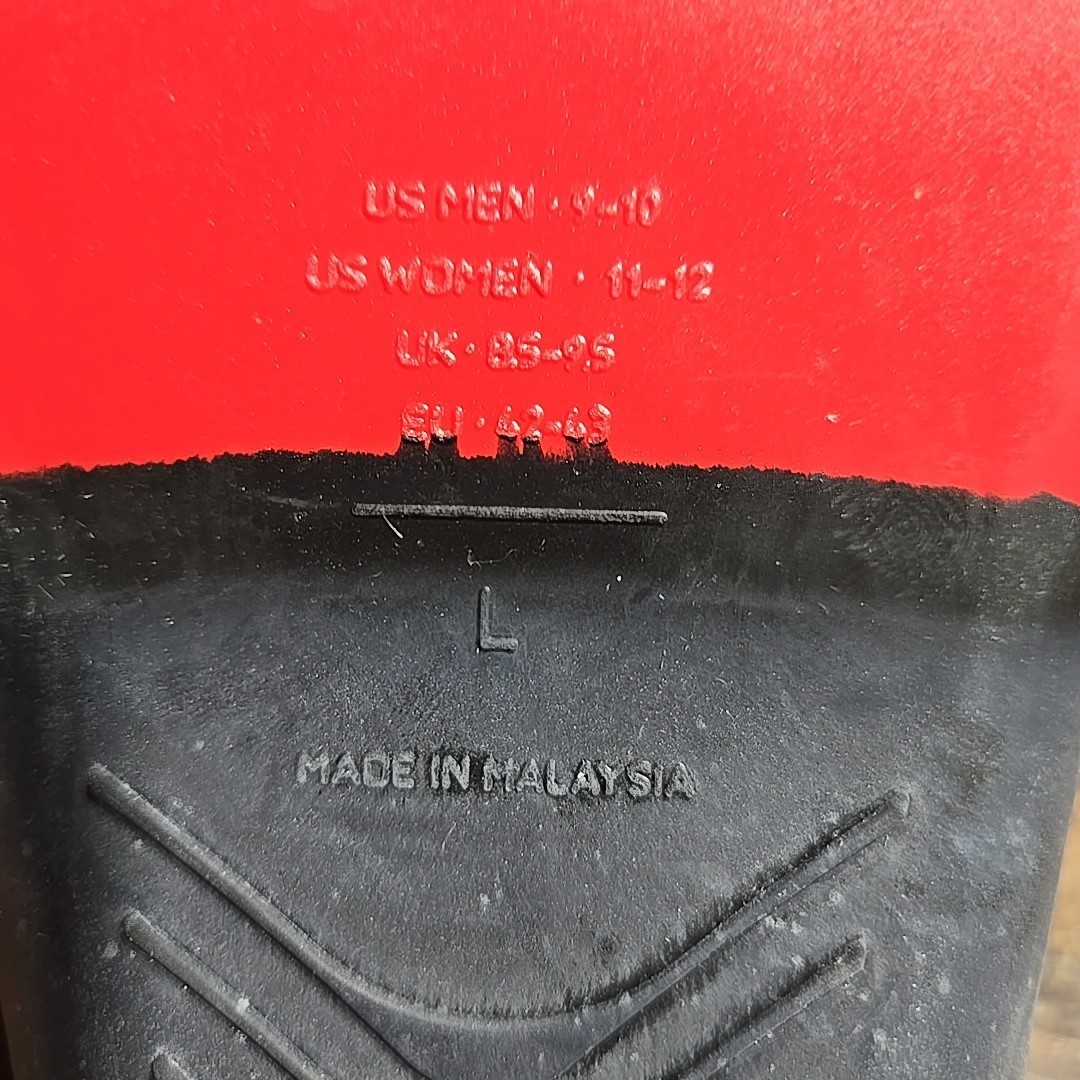 US MEN · 9-10
US WOMEN · 11-12
UK · 8.5-9.5
EU · 42-43
L
MADE IN MALAYSIA